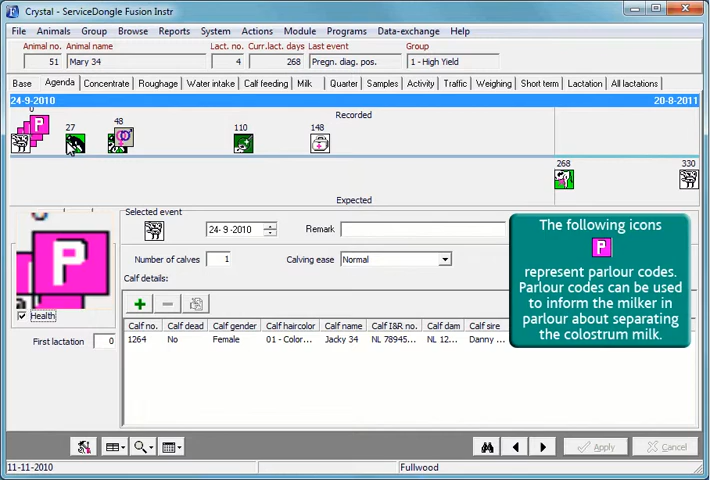 Crystal - ServiceDongle Fusion Instr
File Animals Group Browse Reports System Actions Module Programs Data-exchange Help
Animal no. Animal name Lact. no. Curr.lact. days Last event Group
51 Mary 34 4 268 Pregn. diag. pos. 1 - High Yield
Base Agenda Concentrate Roughage Water intake Calf feeding Milk Quarter Samples Activity Traffic Weighing Short term Lactation All lactations
24-9-2010 20-8-2011
0 Recorded
P 27 48 110 148
268 330
Expected
Selected event
24- 9 -2010 Remark
Number of calves 1 Calving ease Normal
Calf details:
P
Health
First lactation 0
Calf no. Calf dead Calf gender Calf haircolor Calf name Calf I&R no. Calf dam Calf sire
1264 No Female 01 - Color... Jacky 34 NL 78945... NL 12... Danny ...
The following icons
P
represent parlour codes.
Parlour codes can be used
to inform the milker in
parlour about separating
the colostrum milk.
Apply Cancel
11-11-2010 Fullwood